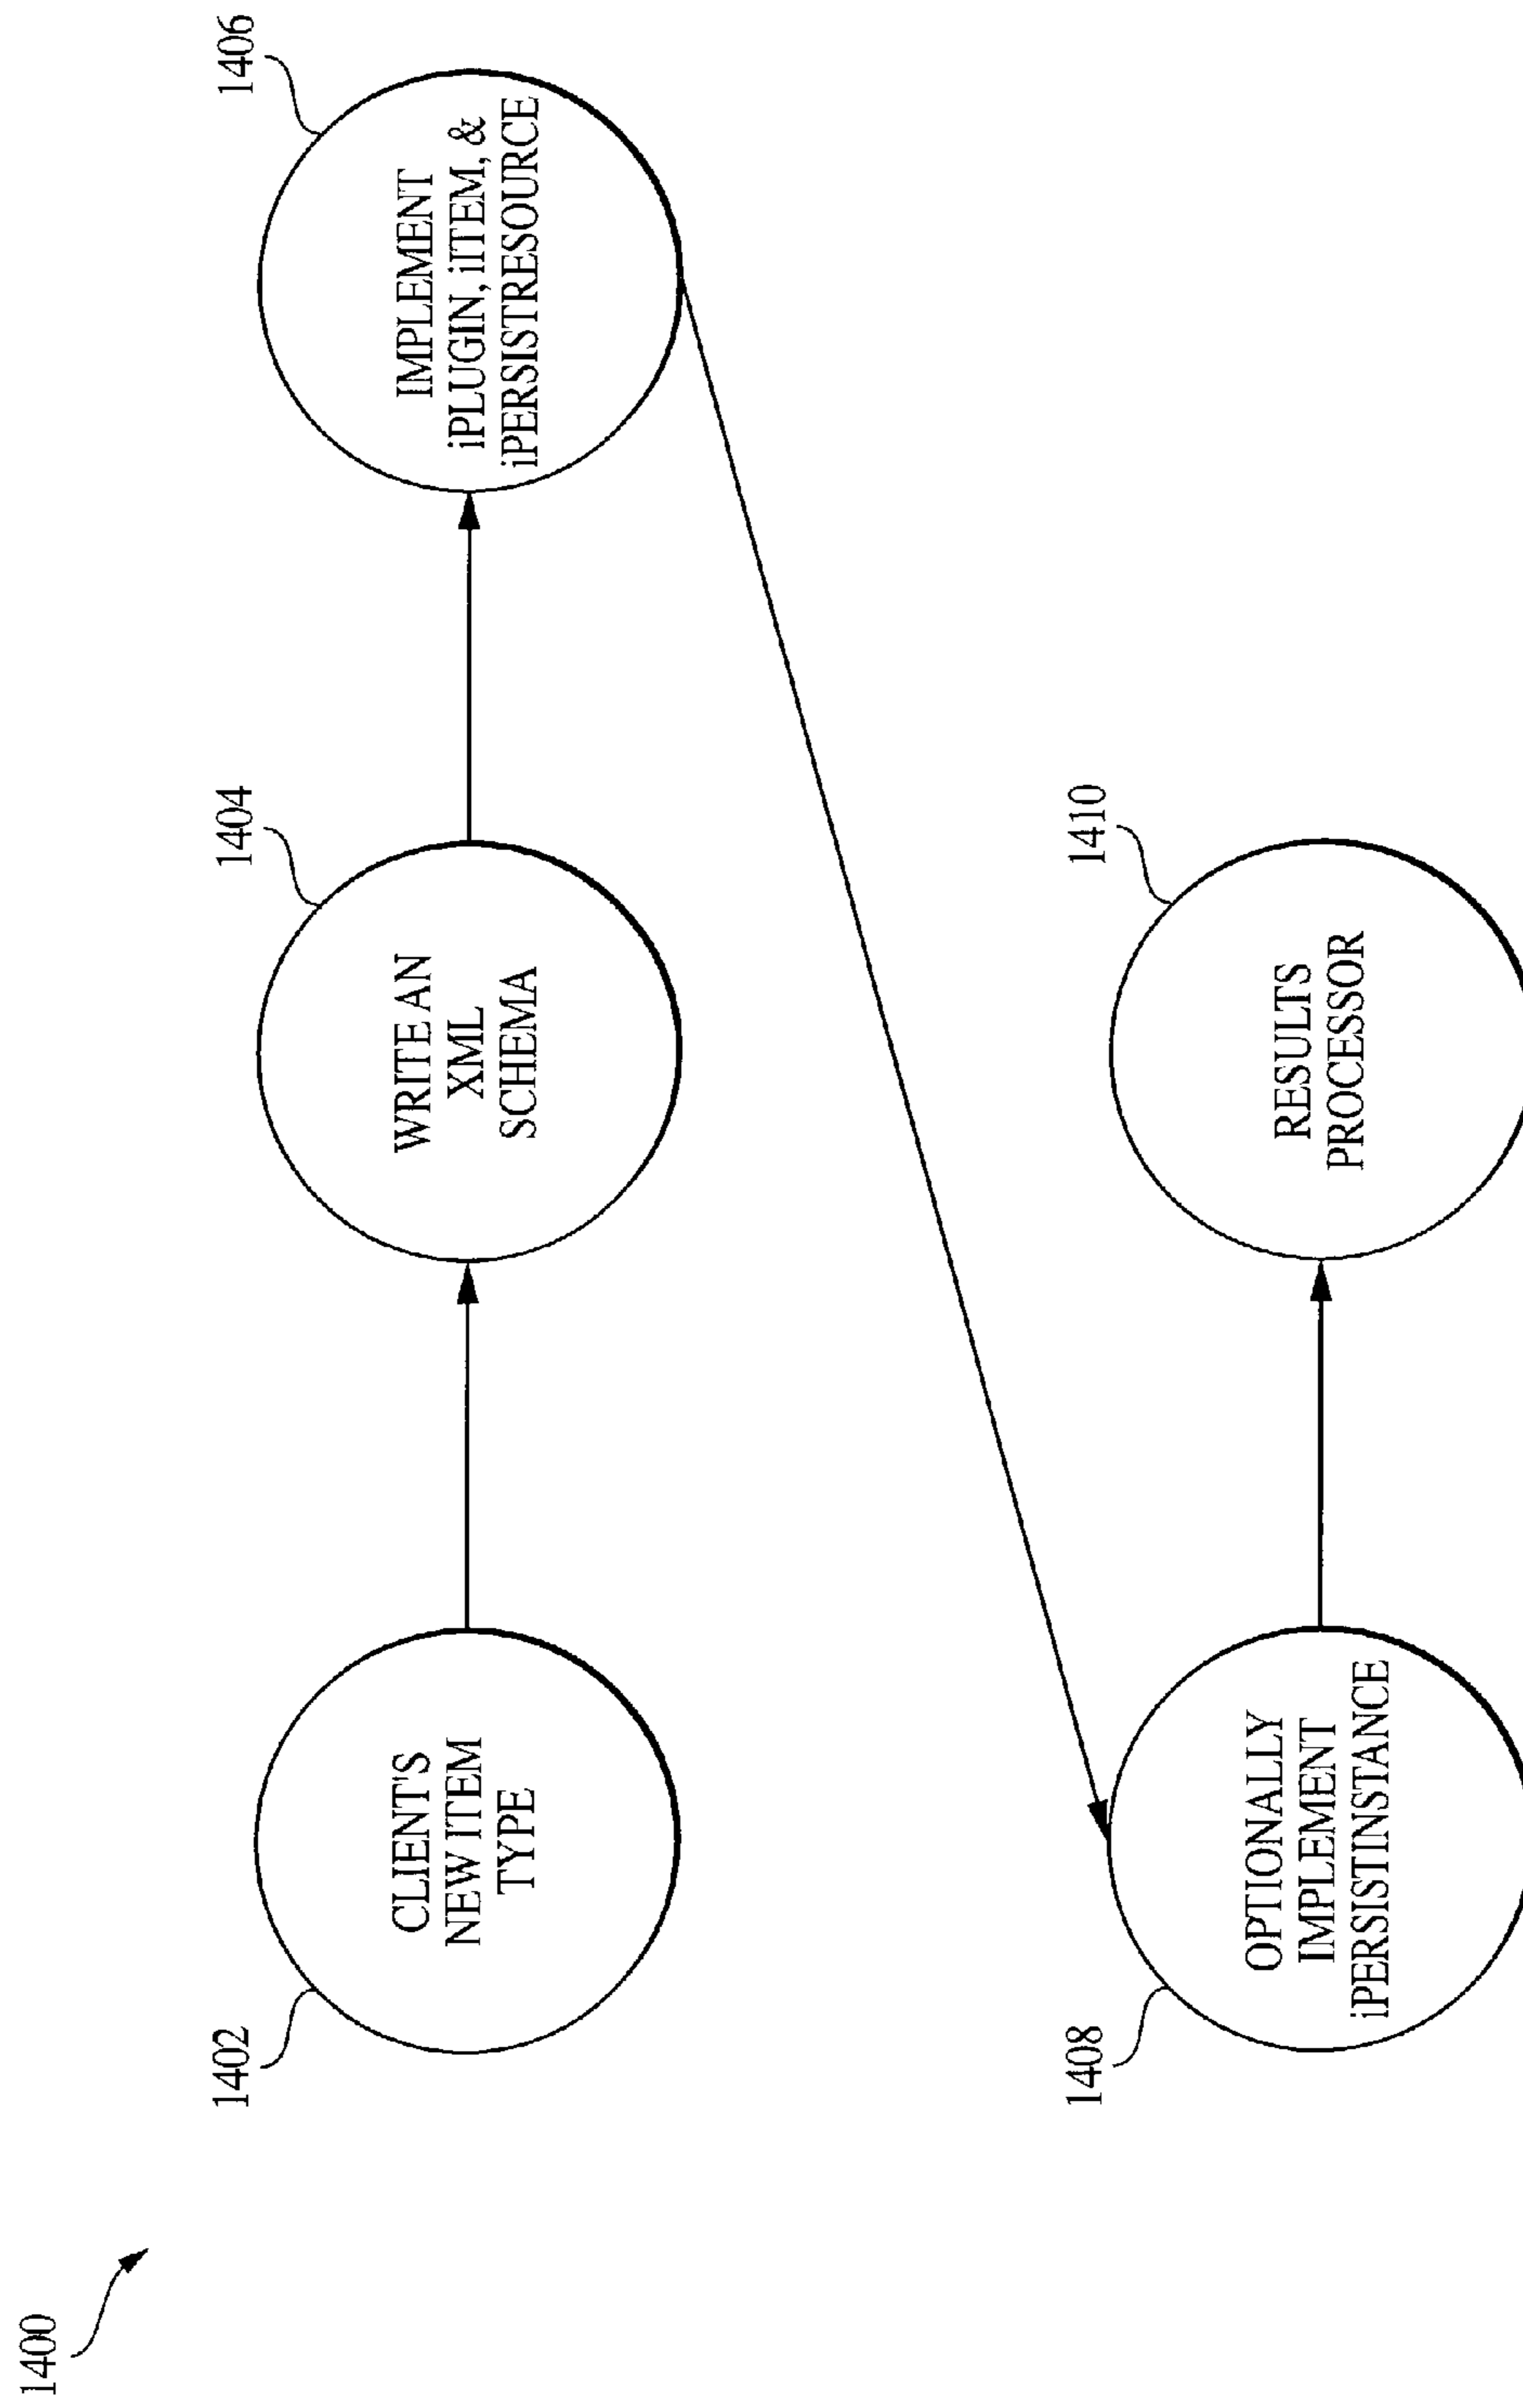 1400
1402
CLIENT'S
NEW ITEM
TYPE
1404
WRITE AN
XML
SCHEMA
1406
IMPLEMENT
iPLUGIN, iITEM, &
iPERSISTRESOURCE
1408
OPTIONALLY
IMPLEMENT
iPERSISTINSTANCE
1410
RESULTS
PROCESSOR